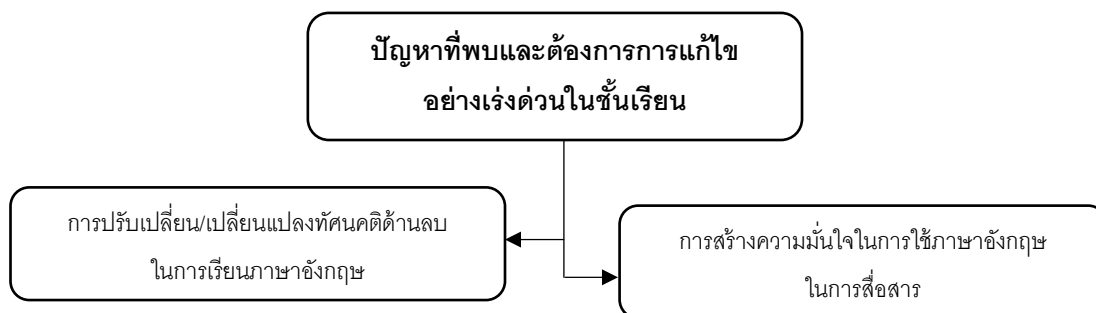 ปัญหาที่พบและต้องการการแก้ไข
อย่างเร่งด่วนในชั้นเรียน
การปรับเปลี่ยน/เปลี่ยนแปลงทัศนคติด้านลบ
ในการเรียนภาษาอังกฤษ
การสร้างความมั่นใจในการใช้ภาษาอังกฤษ
ในการสื่อสาร